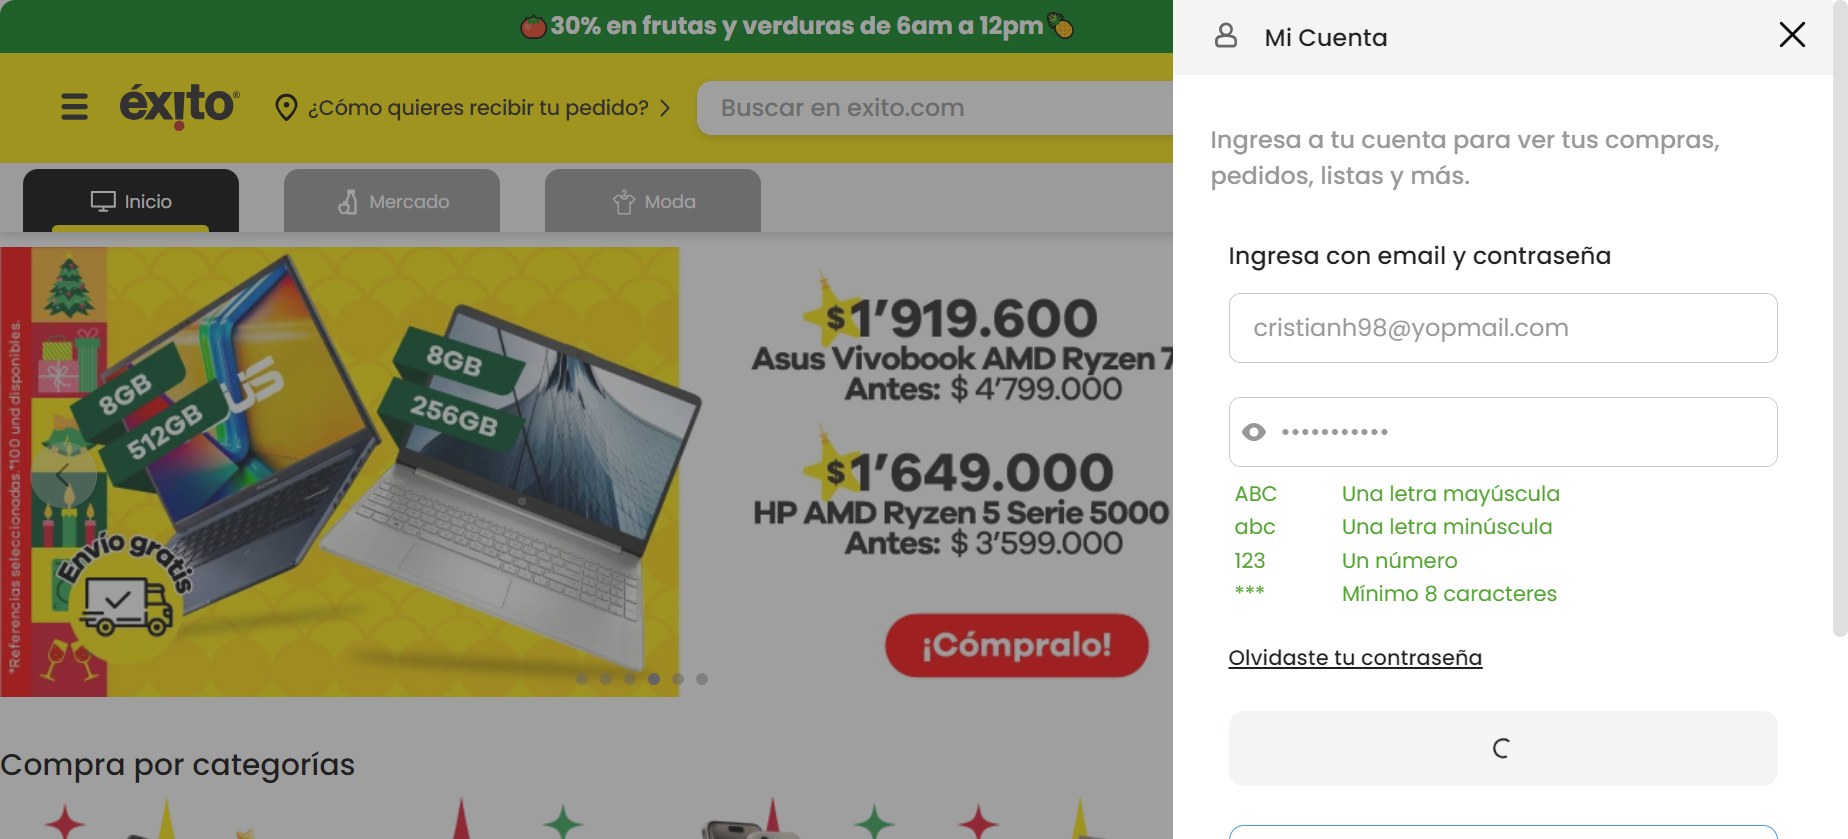 30% en frutas y verduras de 6am a 12pm
éxito®
¿Cómo quieres recibir tu pedido?
Buscar en exito.com
Inicio
Mercado
Moda
*Referencias seleccionadas.*100 und disponibles.
8GB
512GB
8GB
256GB
Envío gratis
$1'919.600
Asus Vivobook AMD Ryzen 7
Antes: $ 4'799.000
$1'649.000
HP AMD Ryzen 5 Serie 5000
Antes: $ 3'599.000
¡Cómpralo!
Compra por categorías
Mi Cuenta
Ingresa a tu cuenta para ver tus compras,
pedidos, listas y más.
Ingresa con email y contraseña
cristianh98@yopmail.com
•••••••••••
ABC Una letra mayúscula
abc Una letra minúscula
123 Un número
*** Mínimo 8 caracteres
Olvidaste tu contraseña